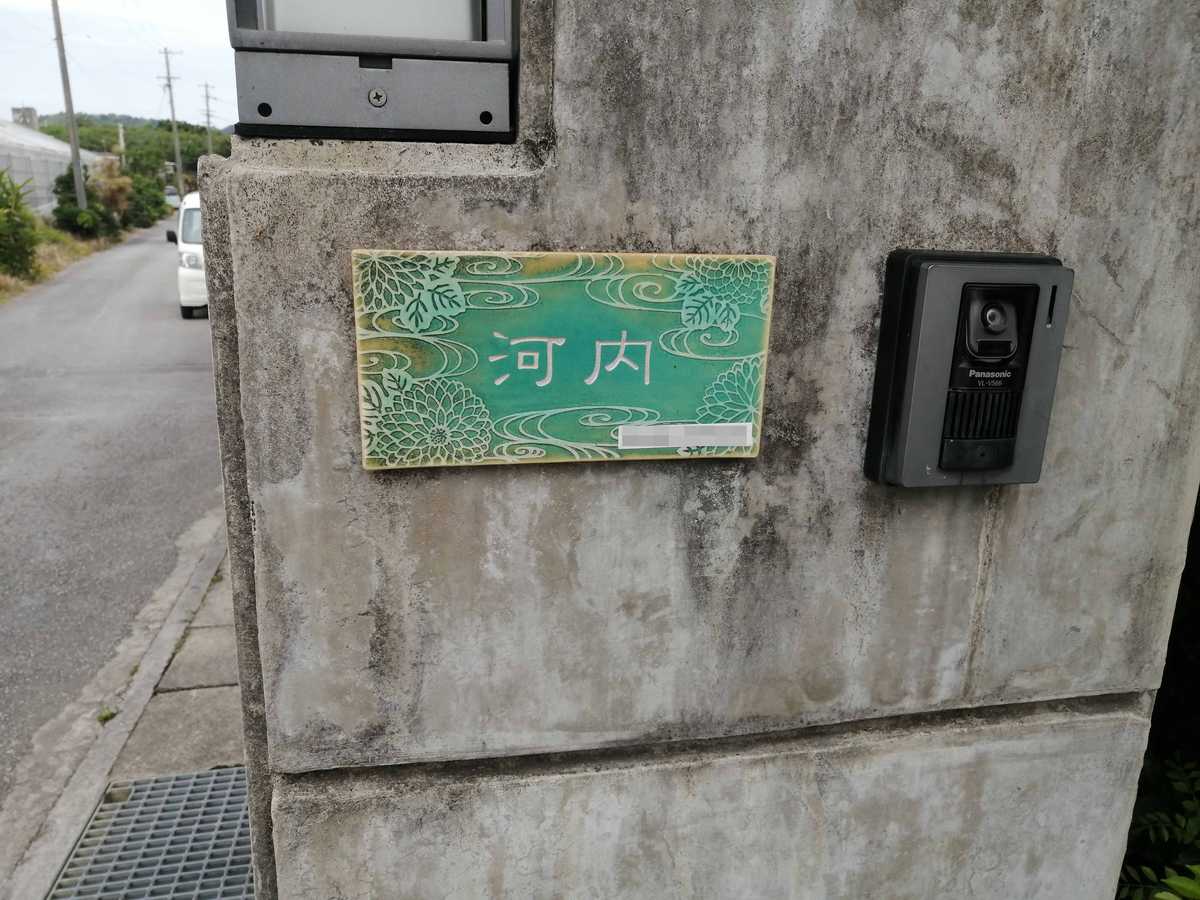 河内
Panasonic
VL-V566